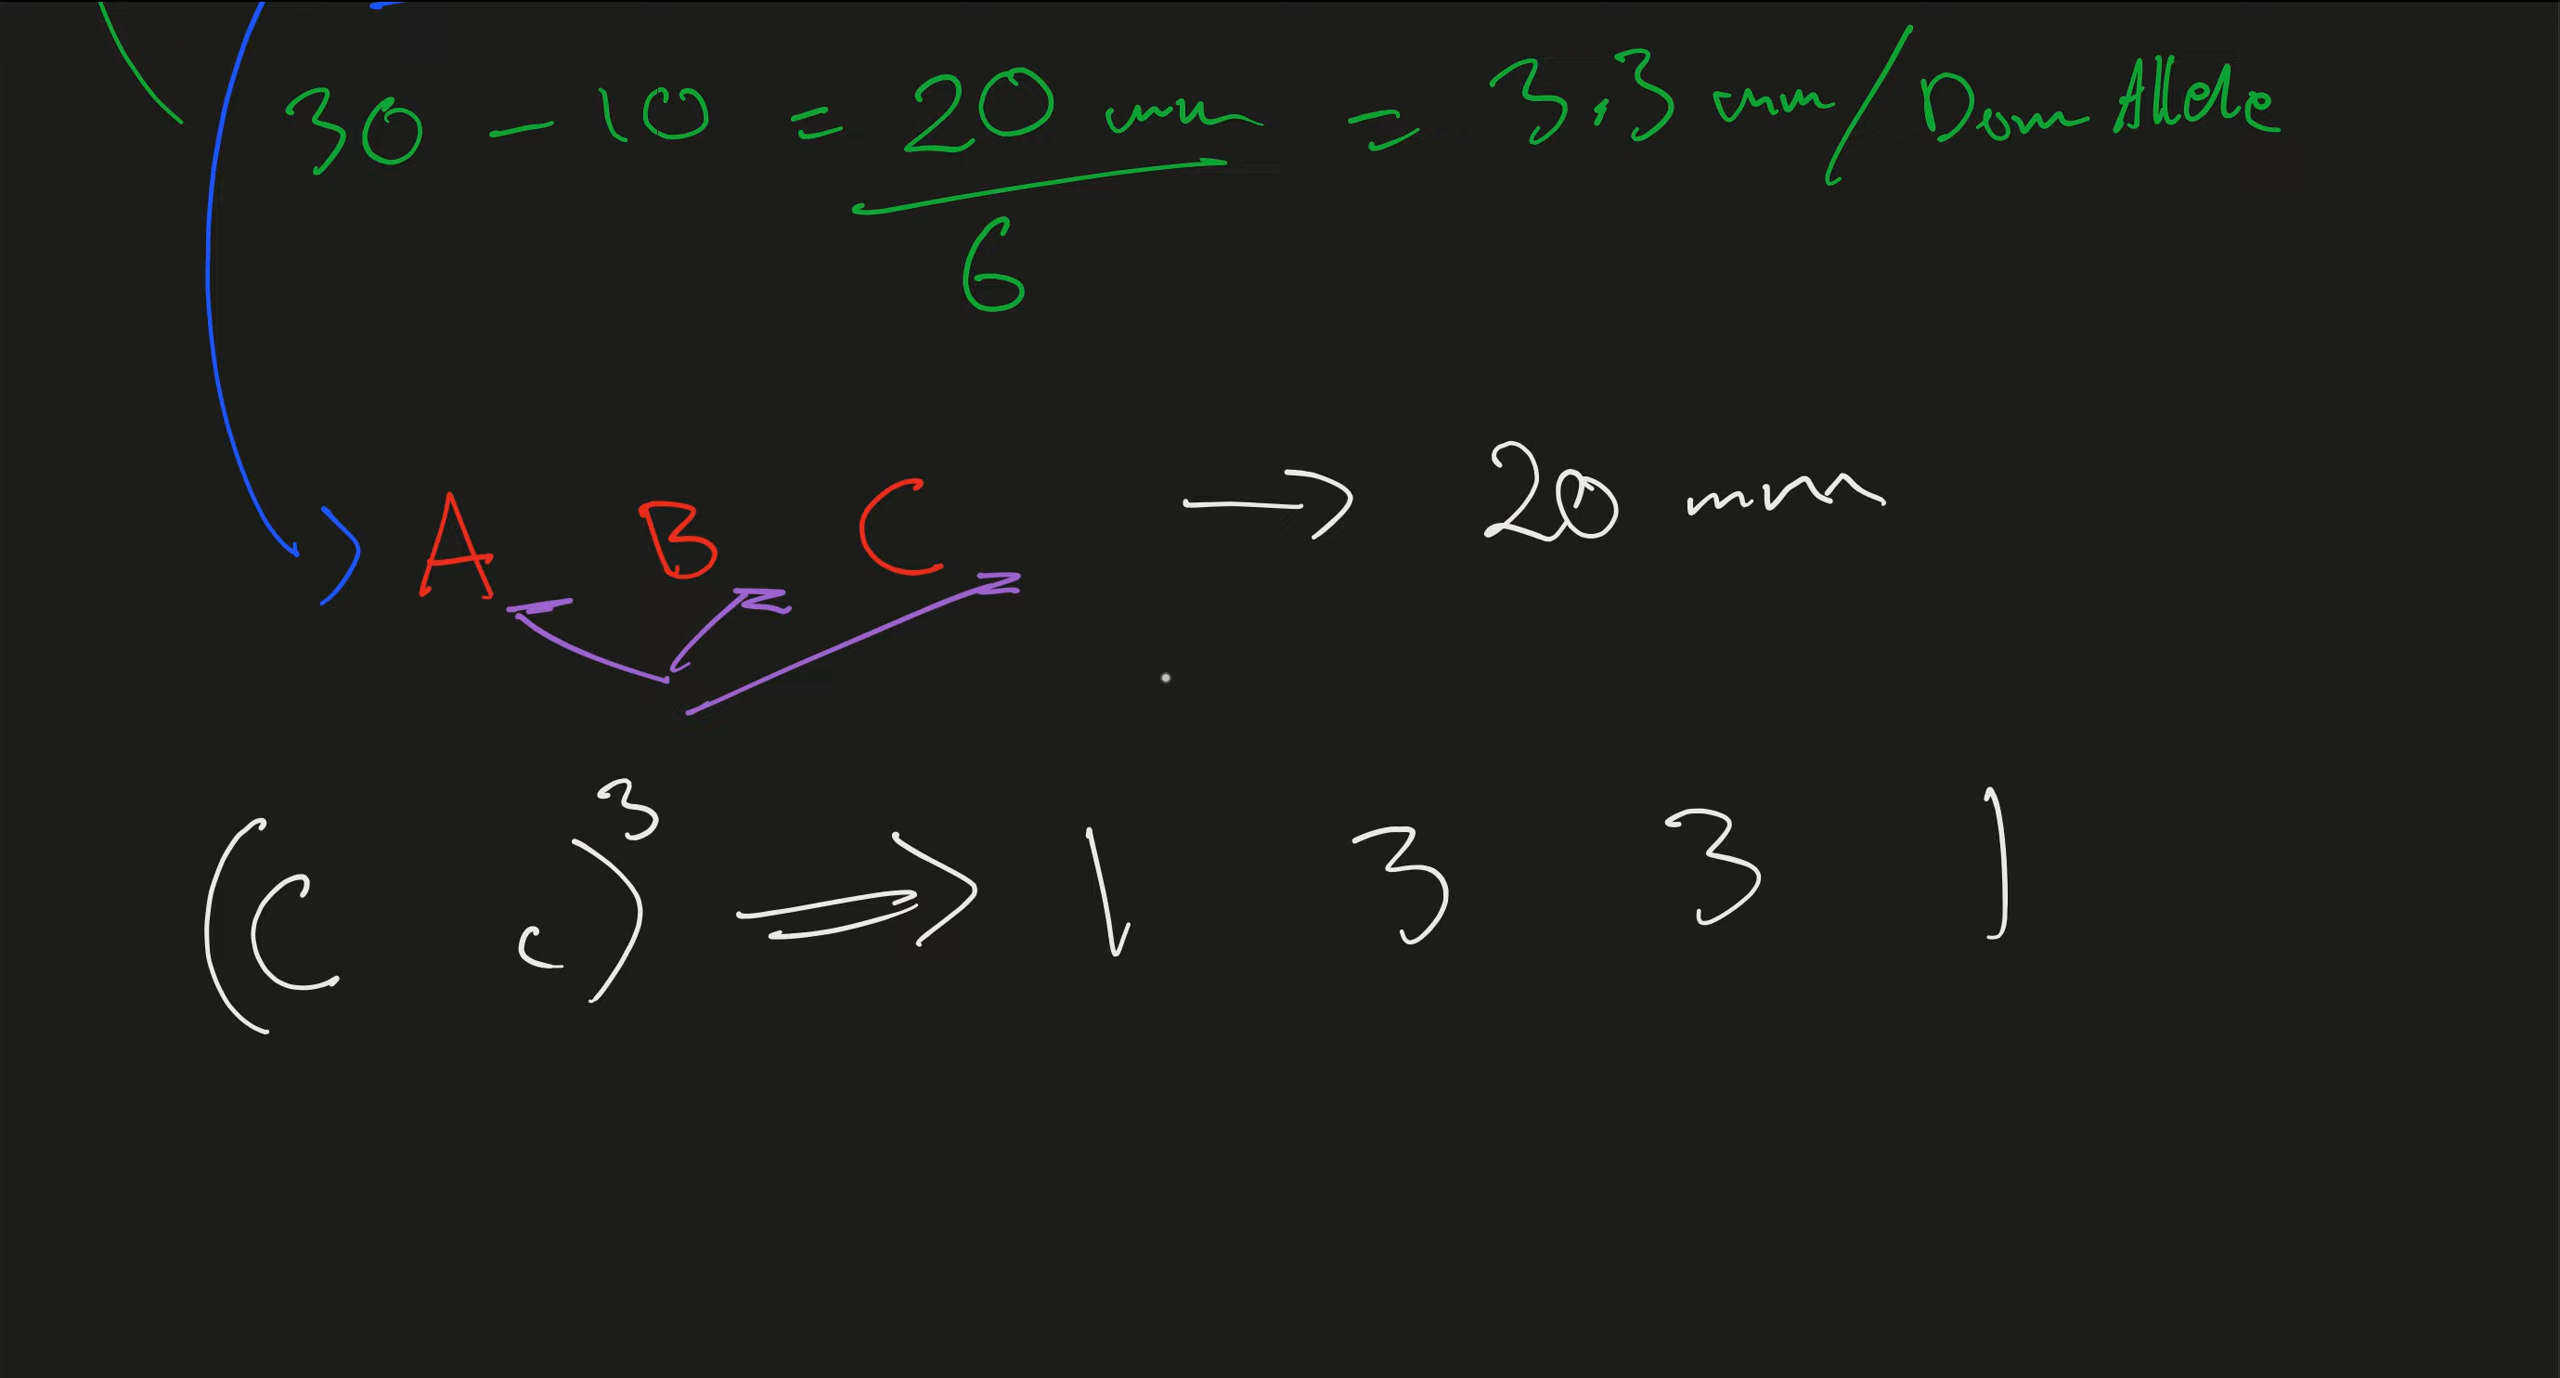 30 - 10 = 20 mm = 3.3 mm / Dom Allele
6
A B C → 20 mm
(C c)³ ⇒ 1 3 3 1